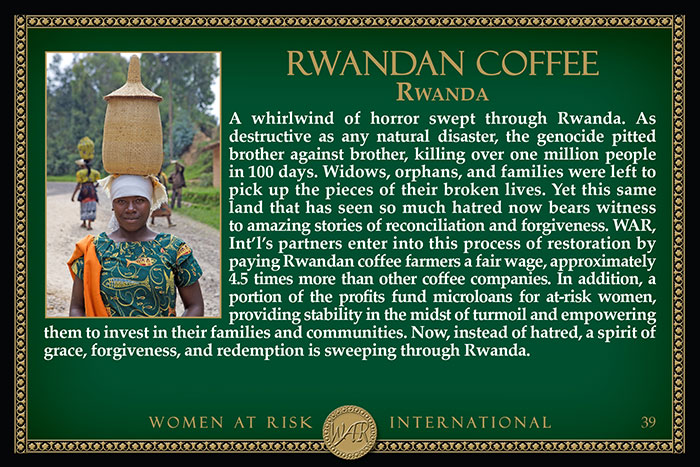 RWANDAN COFFEE
RWANDA
A whirlwind of horror swept through Rwanda. As
destructive as any natural disaster, the genocide pitted
brother against brother, killing over one million people
in 100 days. Widows, orphans, and families were left to
pick up the pieces of their broken lives. Yet this same
land that has seen so much hatred now bears witness
to amazing stories of reconciliation and forgiveness. WAR,
Int'l's partners enter into this process of restoration by
paying Rwandan coffee farmers a fair wage, approximately
4.5 times more than other coffee companies. In addition, a
portion of the profits fund microloans for at-risk women,
providing stability in the midst of turmoil and empowering
them to invest in their families and communities. Now, instead of hatred, a spirit of
grace, forgiveness, and redemption is sweeping through Rwanda.
WOMEN AT RISK WAR INTERNATIONAL 39